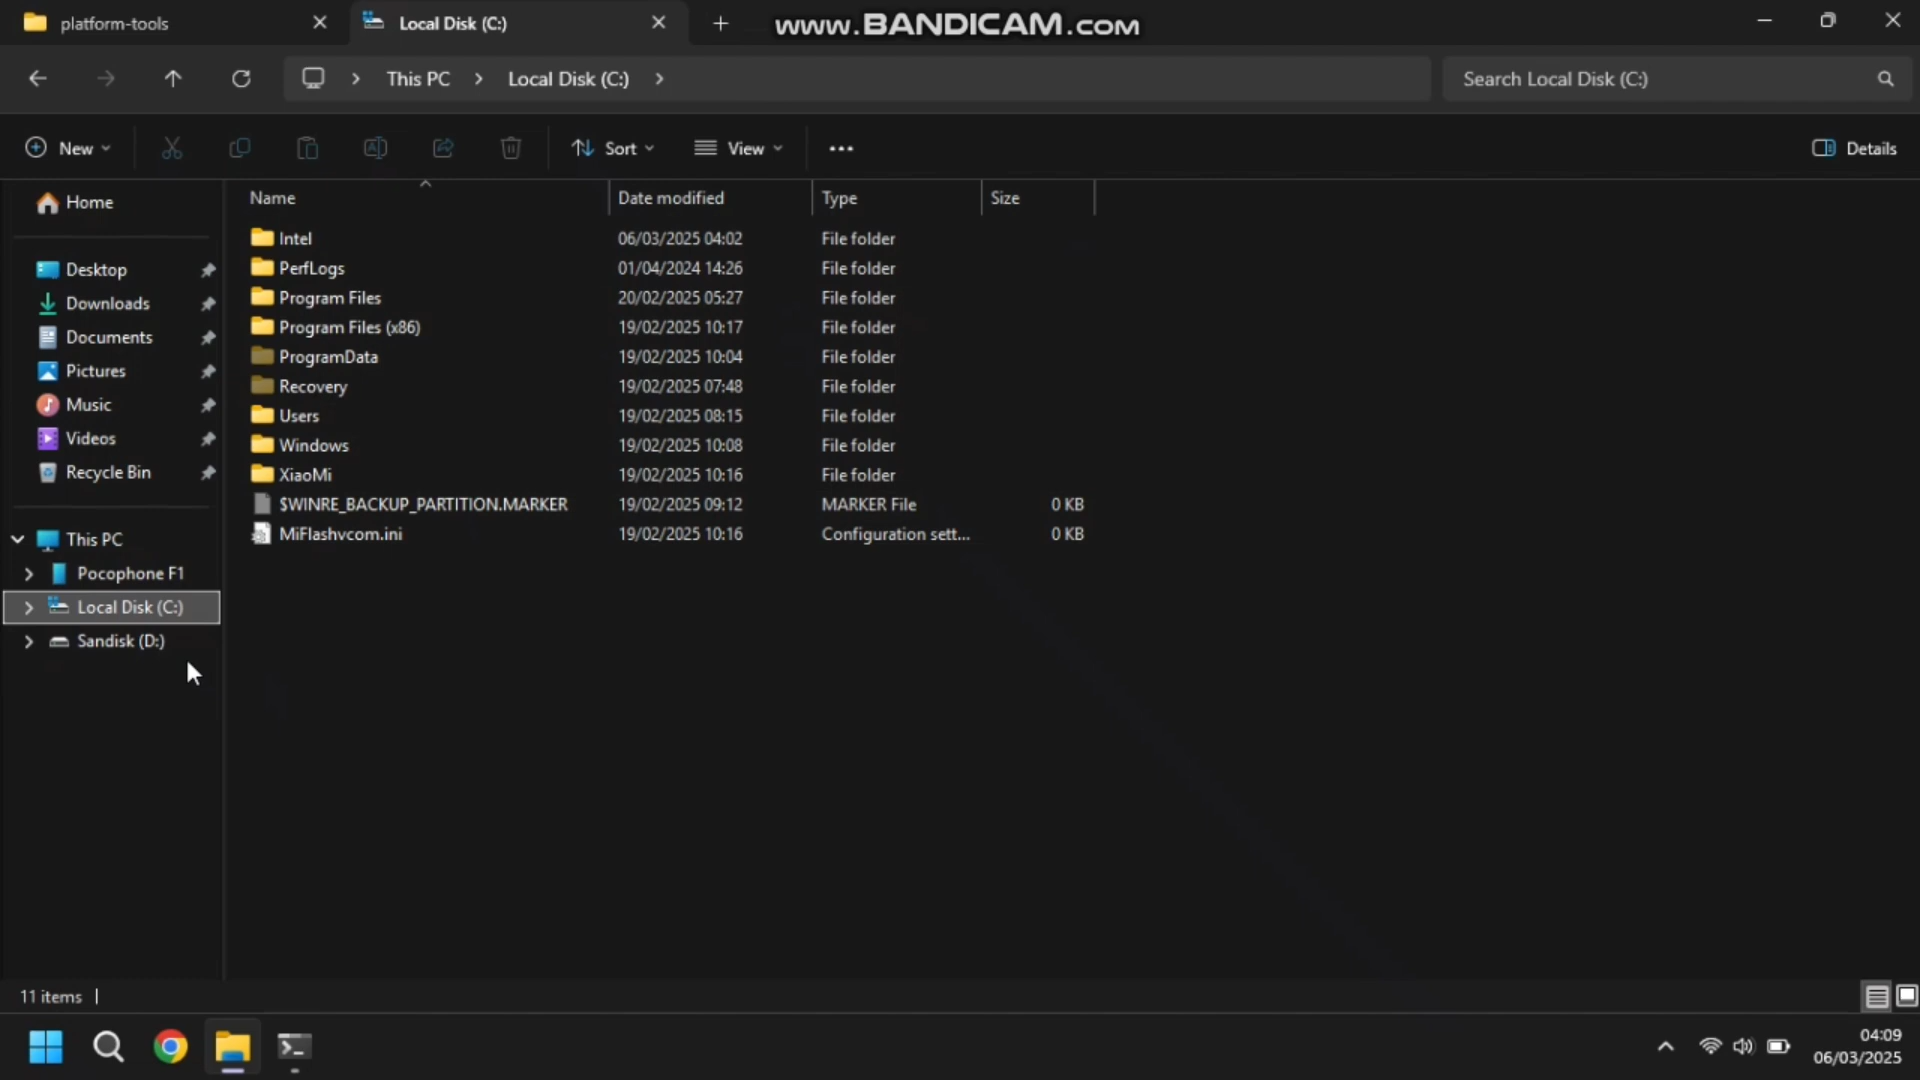 platform-tools
Local Disk (C:)
www.BANDICAM.com
This PC
Local Disk (C:)
Search Local Disk (C:)
New
Sort
View
Details
Name
Date modified
Type
Size
Home
Desktop
Downloads
Documents
Pictures
Music
Videos
Recycle Bin
This PC
Pocophone F1
Local Disk (C:)
Sandisk (D:)
Intel 06/03/2025 04:02 File folder
PerfLogs 01/04/2024 14:26 File folder
Program Files 20/02/2025 05:27 File folder
Program Files (x86) 19/02/2025 10:17 File folder
ProgramData 19/02/2025 10:04 File folder
Recovery 19/02/2025 07:48 File folder
Users 19/02/2025 08:15 File folder
Windows 19/02/2025 10:08 File folder
XiaoMi 19/02/2025 10:16 File folder
$WINRE_BACKUP_PARTITION.MARKER 19/02/2025 09:12 MARKER File 0 KB
MiFlashvcom.ini 19/02/2025 10:16 Configuration sett... 0 KB
11 items
04:09
06/03/2025